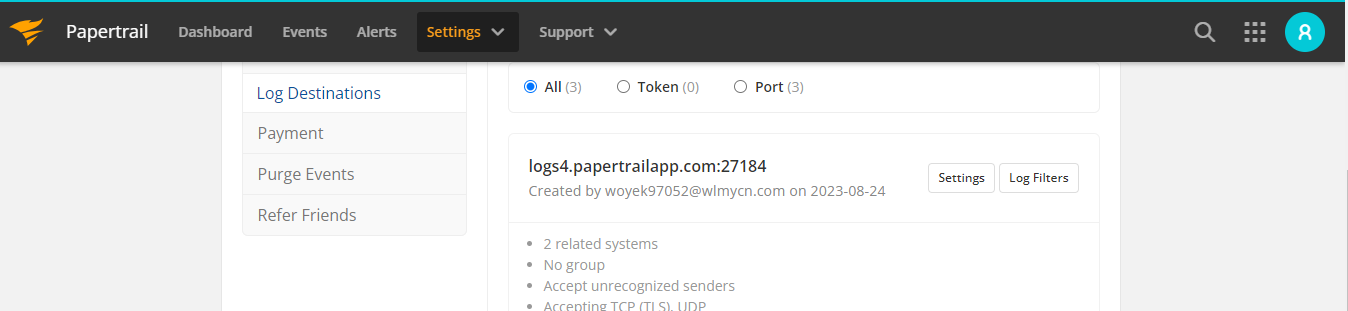 Papertrail Dashboard Events Alerts Settings Support
Log Destinations
Payment
Purge Events
Refer Friends
All (3) Token (0) Port (3)
logs4.papertrailapp.com:27184
Created by woyek97052@wlmycn.com on 2023-08-24
Settings Log Filters
2 related systems
No group
Accept unrecognized senders
Accepting TCP (TLS), UDP